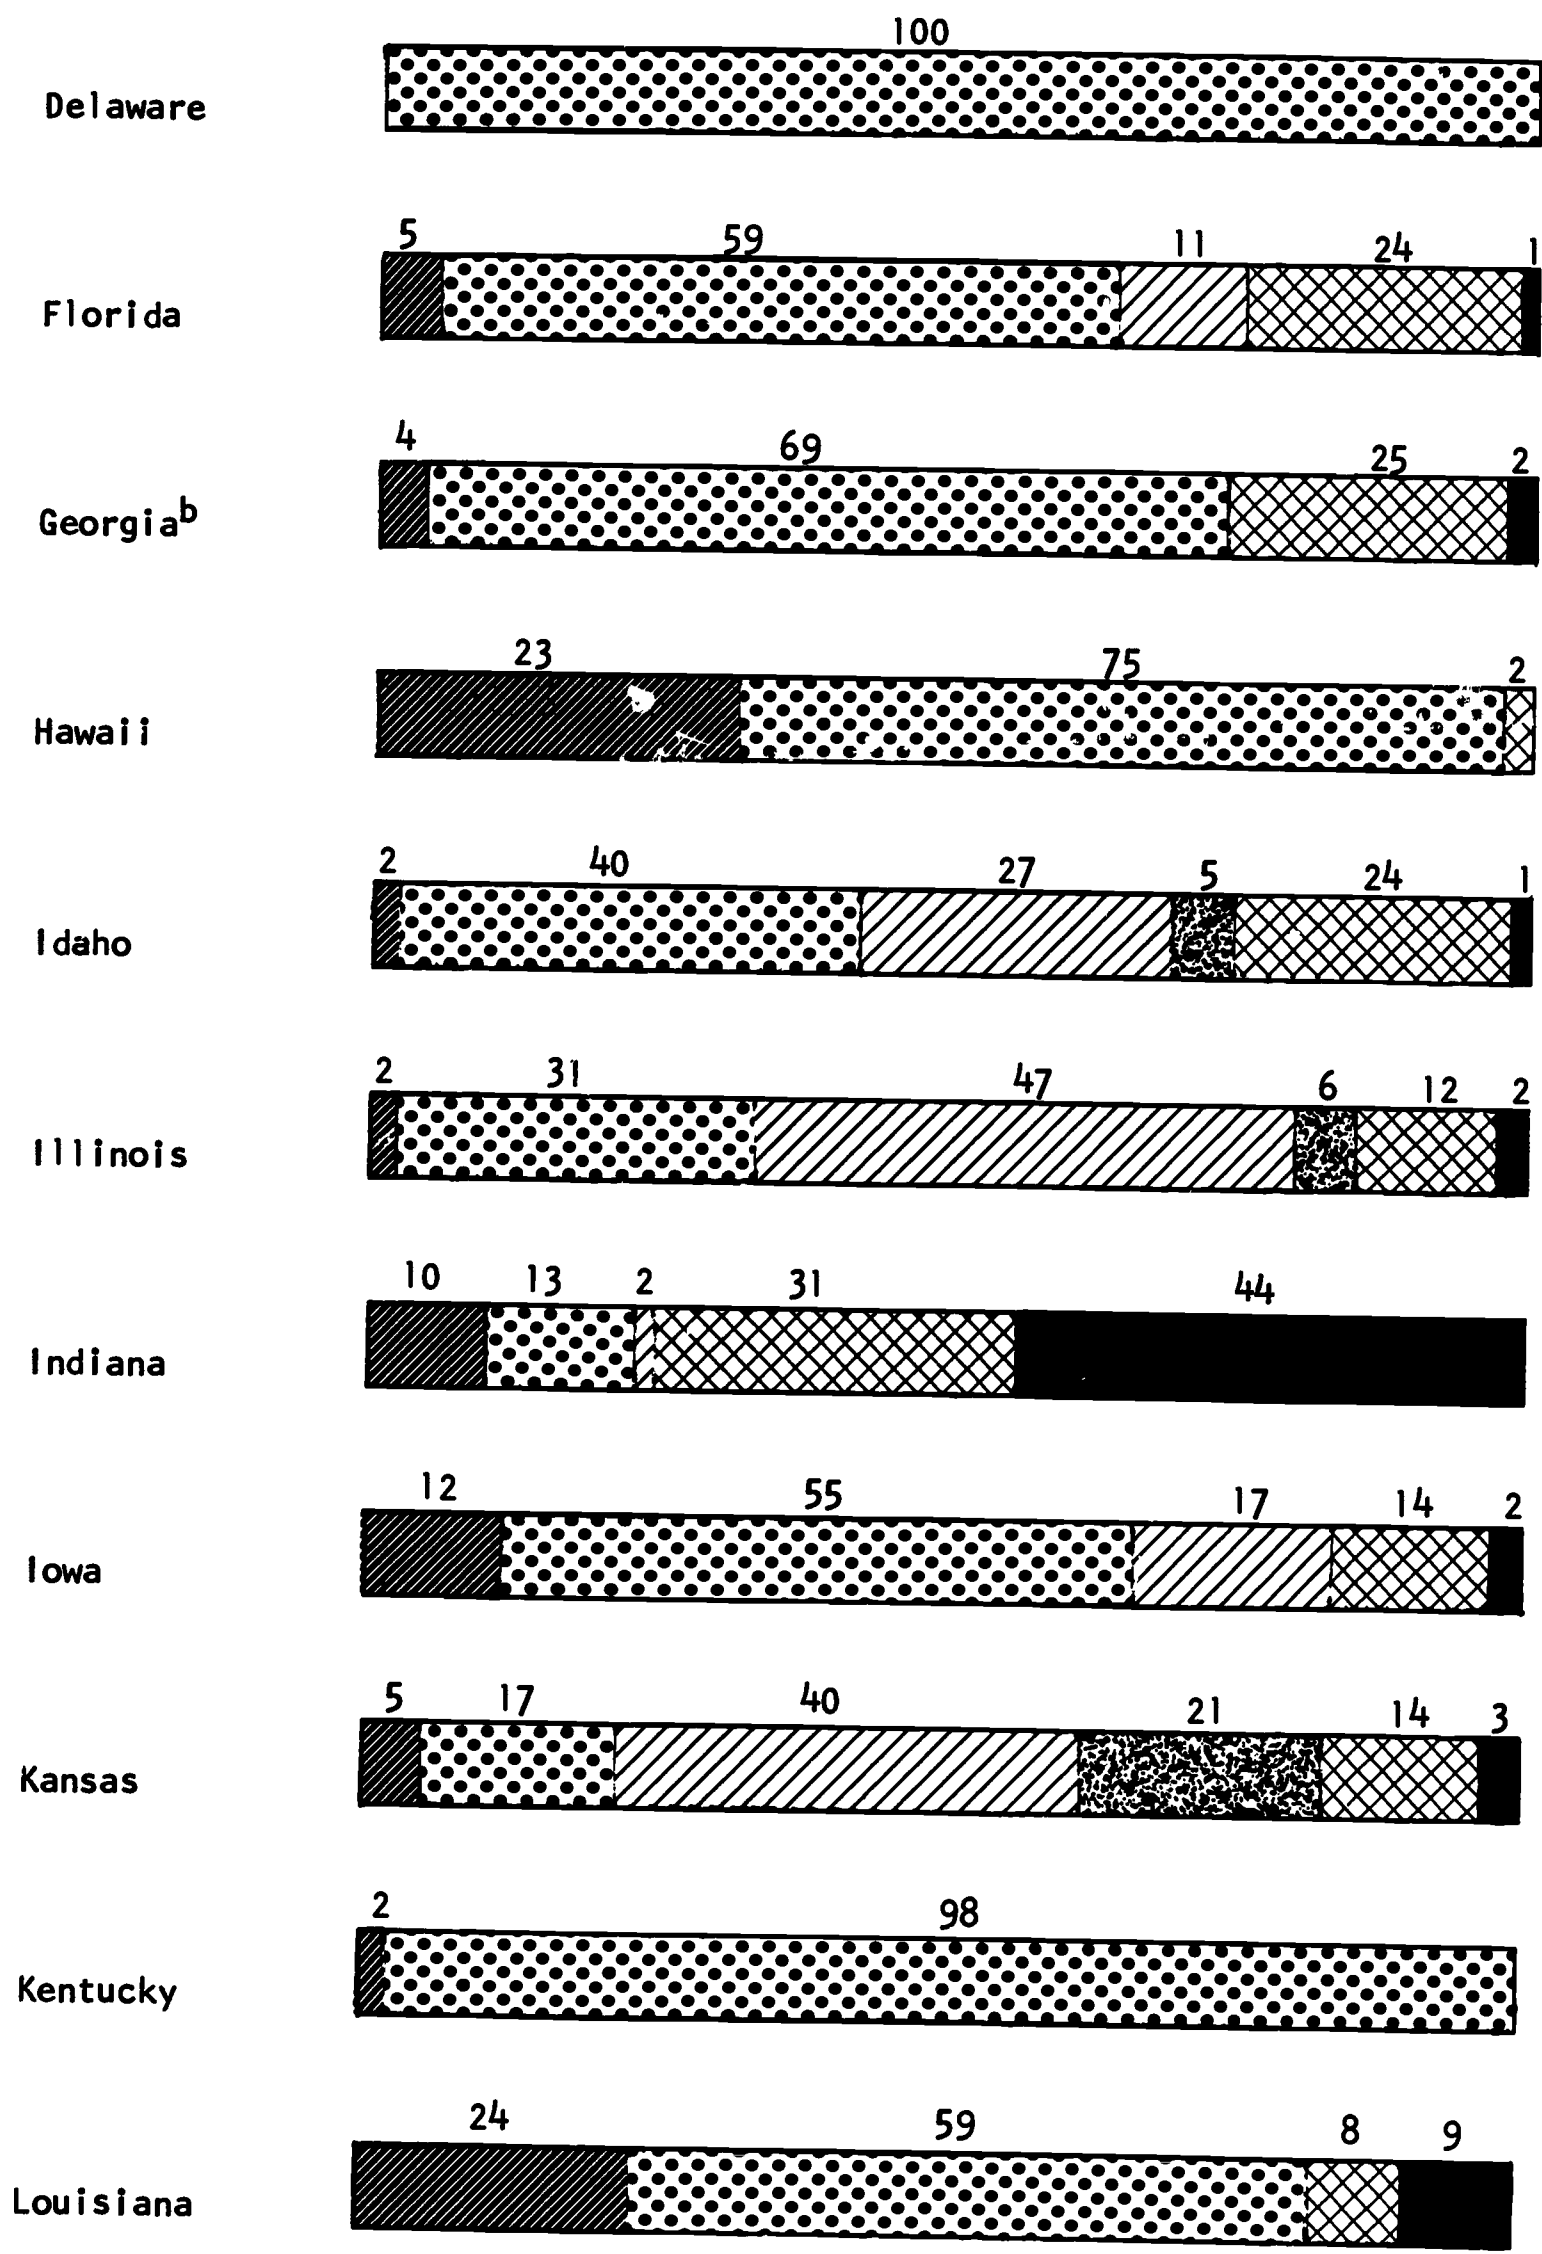 100
Delaware
5 59 11 24 1
Florida
4 69 25 2
Georgiaᵇ
23 75 2
Hawaii
2 40 27 5 24 1
Idaho
2 31 47 6 12 2
Illinois
10 13 2 31 44
Indiana
12 55 17 14 2
Iowa
5 17 40 21 14 3
Kansas
2 98
Kentucky
24 59 8 9
Louisiana